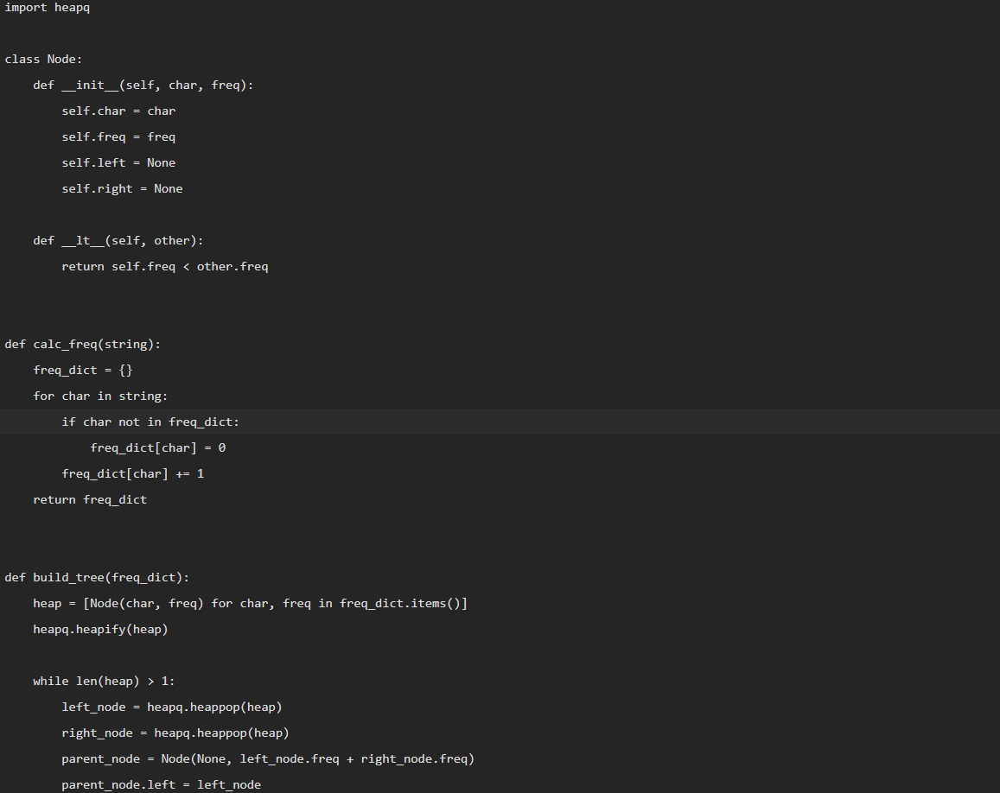 import heapq
class Node:
    def __init__(self, char, freq):
        self.char = char
        self.freq = freq
        self.left = None
        self.right = None
    def __lt__(self, other):
        return self.freq < other.freq
def calc_freq(string):
    freq_dict = {}
    for char in string:
        if char not in freq_dict:
            freq_dict[char] = 0
        freq_dict[char] += 1
    return freq_dict
def build_tree(freq_dict):
    heap = [Node(char, freq) for char, freq in freq_dict.items()]
    heapq.heapify(heap)
    while len(heap) > 1:
        left_node = heapq.heappop(heap)
        right_node = heapq.heappop(heap)
        parent_node = Node(None, left_node.freq + right_node.freq)
        parent_node.left = left_node